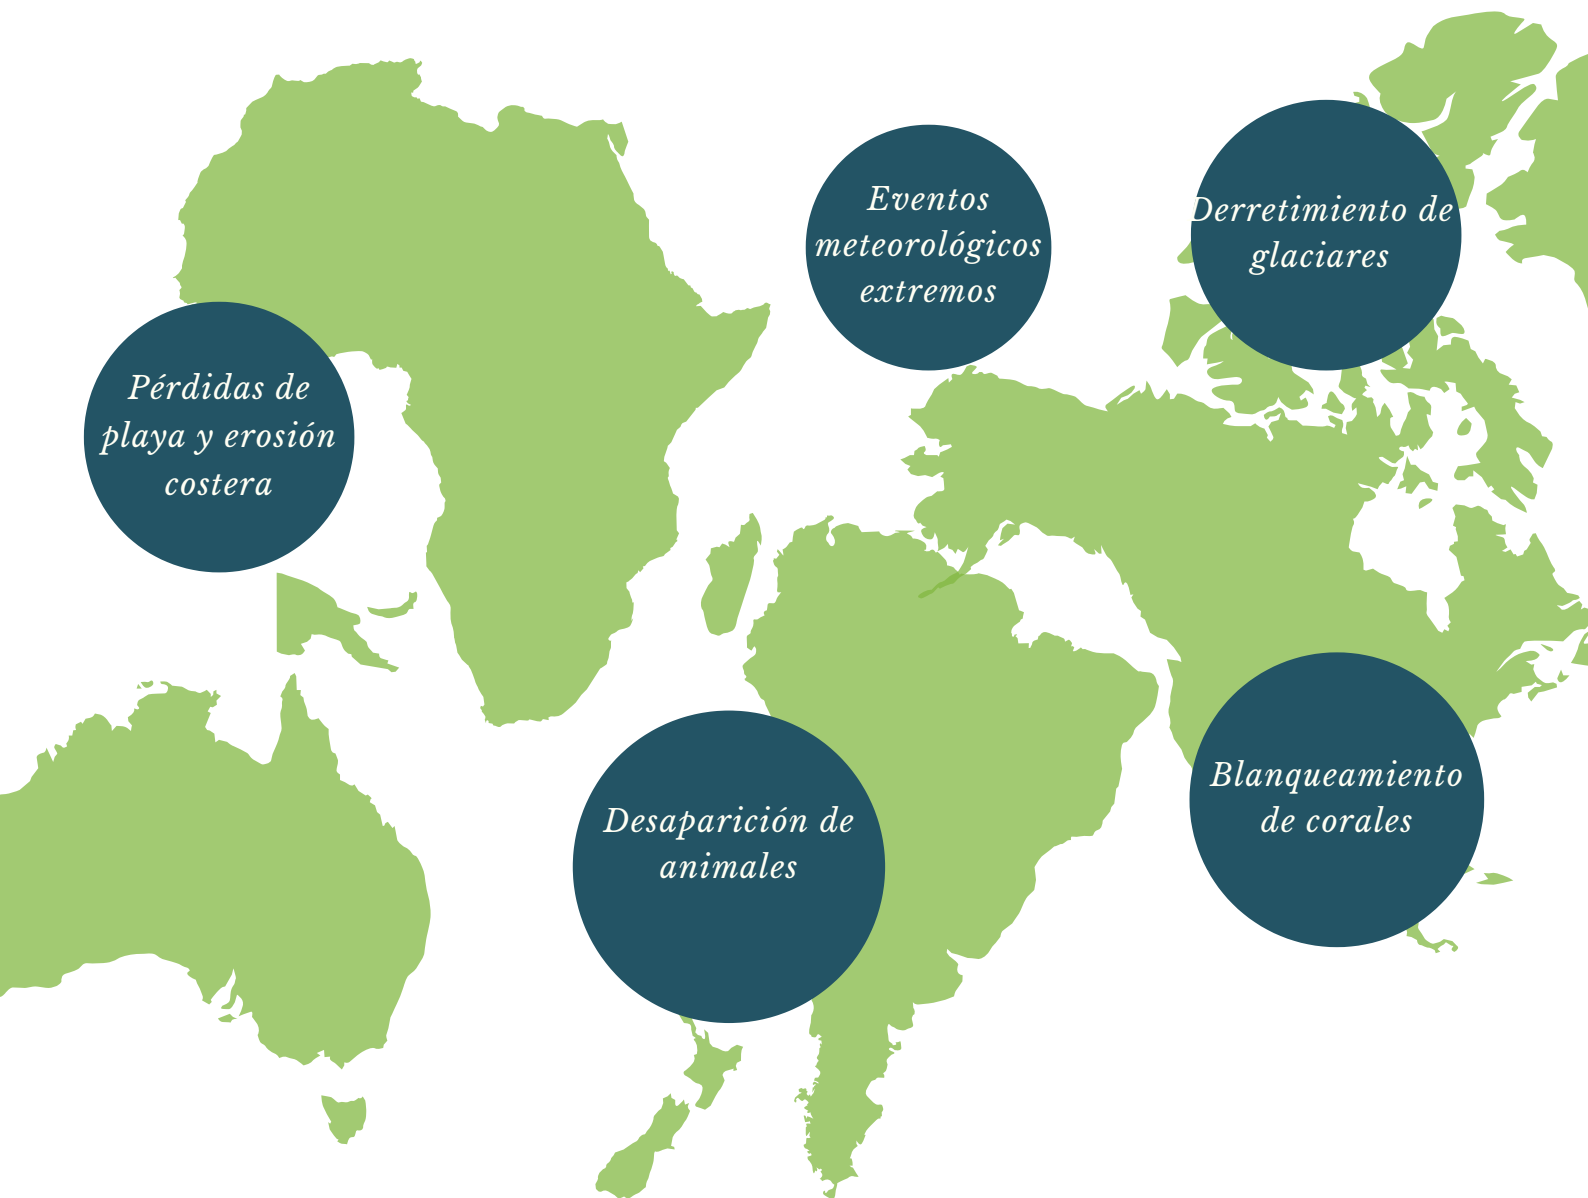 Eventos
meteorológicos
extremos
Derretimiento de
glaciares
Pérdidas de
playa y erosión
costera
Desaparición de
animales
Blanqueamiento
de corales